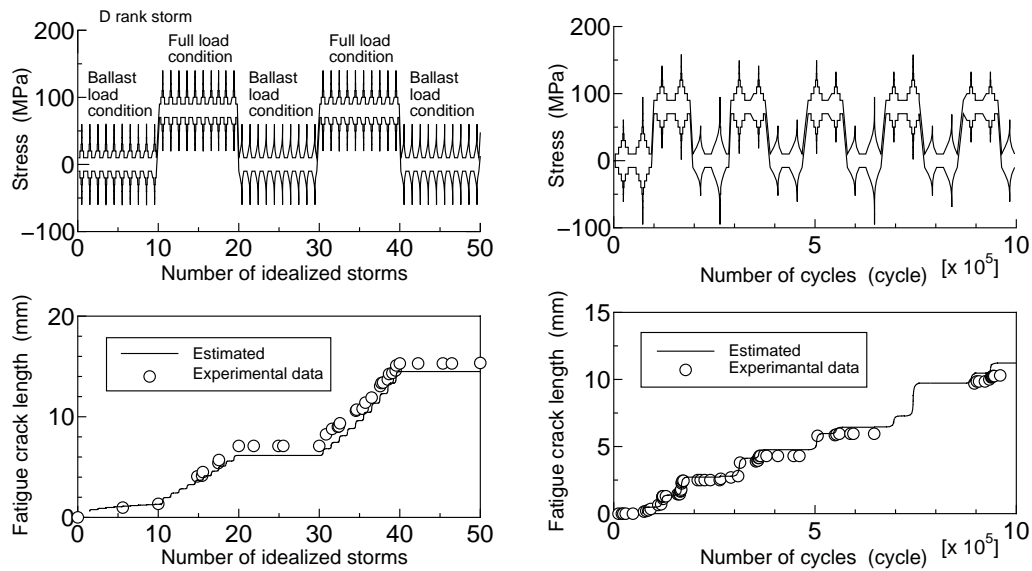 D rank storm
200
Full load
condition
Full load
condition
Ballast
load
condition
Ballast
load
condition
Ballast
load
condition
100
0
−100
Stress (MPa)
0 10 20 30 40 50
Number of idealized storms
200
100
0
−100
Stress (MPa)
0 5 10
[x 10⁵]
Number of cycles (cycle)
20
10
0
Fatigue crack length (mm)
Estimated
Experimental data
0 10 20 30 40 50
Number of idealized storms
15
10
5
0
Fatigue crack length (mm)
Estimated
Experimantal data
0 5 10
[x 10⁵]
Number of cycles (cycle)